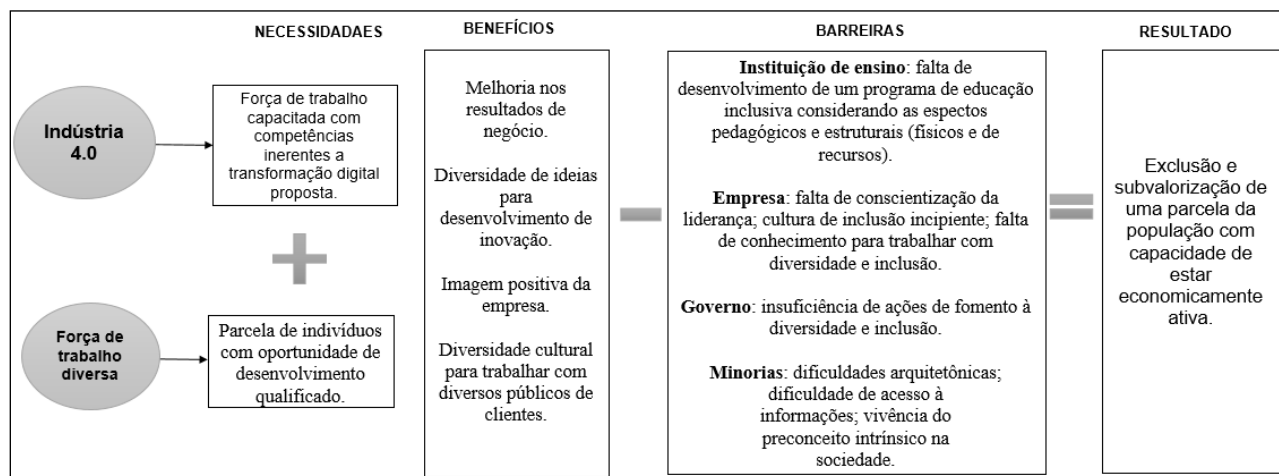 NECESSIDADAES
Indústria
4.0
Força de trabalho
capacitada com
competências
inerentes a
transformação digital
proposta.
Força de
trabalho
diversa
Parcela de indivíduos
com oportunidade de
desenvolvimento
qualificado.
BENEFÍCIOS
Melhoria nos
resultados de
negócio.
Diversidade de ideias
para
desenvolvimento de
inovação.
Imagem positiva da
empresa.
Diversidade cultural
para trabalhar com
diversos públicos de
clientes.
BARREIRAS
Instituição de ensino: falta de
desenvolvimento de um programa de educação
inclusiva considerando as espectos
pedagógicos e estruturais (físicos e de
recursos).
Empresa: falta de conscientização da
liderança; cultura de inclusão incipiente; falta
de conhecimento para trabalhar com
diversidade e inclusão.
Governo: insuficiência de ações de fomento à
diversidade e inclusão.
Minorias: dificuldades arquitetônicas;
dificuldade de acesso à
informações; vivência do
preconceito intrínsico na
sociedade.
RESULTADO
Exclusão e
subvalorização de
uma parcela da
população com
capacidade de
estar
economicamente
ativa.